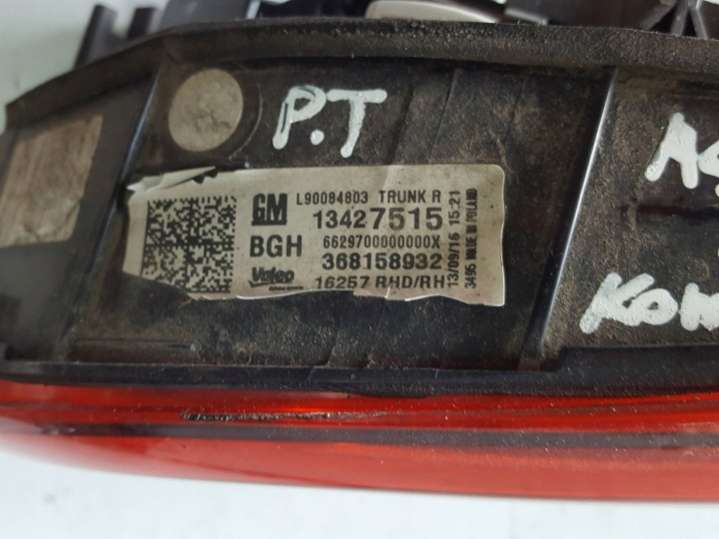 P.T
GM
L90084803 TRUNK R
13427515
BGH
6629700000000X
368158932
Valeo
16257 RHD/RH
13/09/16 15:21
3495 MADE IN POLAND